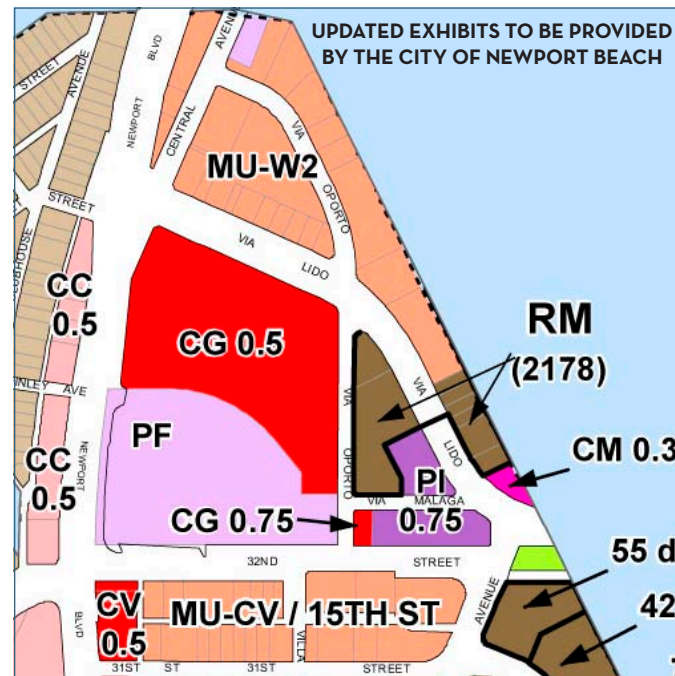 UPDATED EXHIBITS TO BE PROVIDED
BY THE CITY OF NEWPORT BEACH
STREET
AVENUE
BLVD
NEWPORT
AVENUE
CENTRAL
MU-W2
VIA
OPORTO
STREET
VIA
LIDO
CC
0.5
CG 0.5
RM
(2178)
AVE
PF
VIA
OPORTO
VIA
LIDO
CM 0.3
CC
0.5
NEWPORT
PI
0.75
VIA
MALAGA
CG 0.75
32ND
STREET
55 d
AVENUE
42
CV
0.5
MU-CV / 15TH ST
BLVD
VILLA
31ST
ST
31ST
STREET